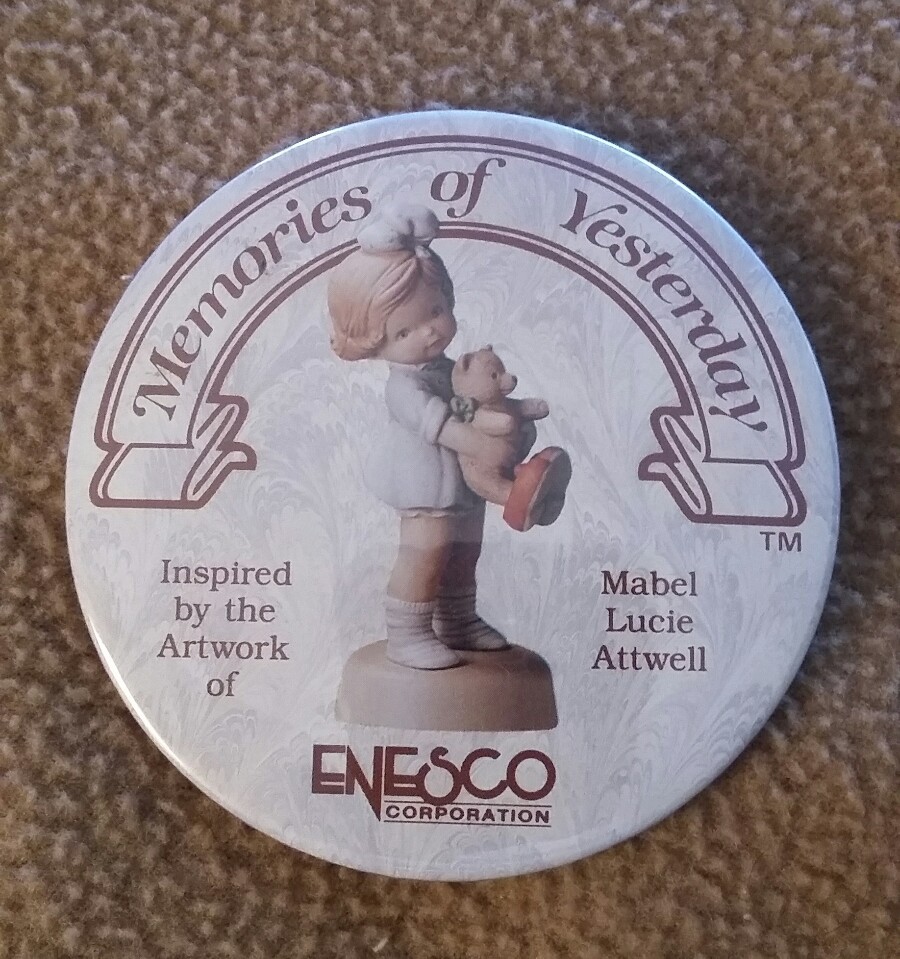 Memories of Yesterday
TM
Inspired
by the
Artwork
of
Mabel
Lucie
Attwell
ENESCO
CORPORATION